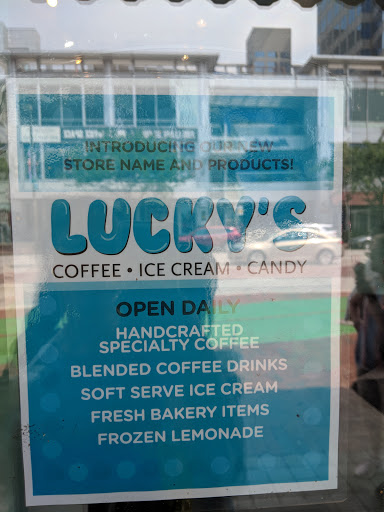 INTRODUCING OUR NEW
STORE NAME AND PRODUCTS!
LUCKY'S
COFFEE • ICE CREAM • CANDY
OPEN DAILY
HANDCRAFTED
SPECIALTY COFFEE
BLENDED COFFEE DRINKS
SOFT SERVE ICE CREAM
FRESH BAKERY ITEMS
FROZEN LEMONADE